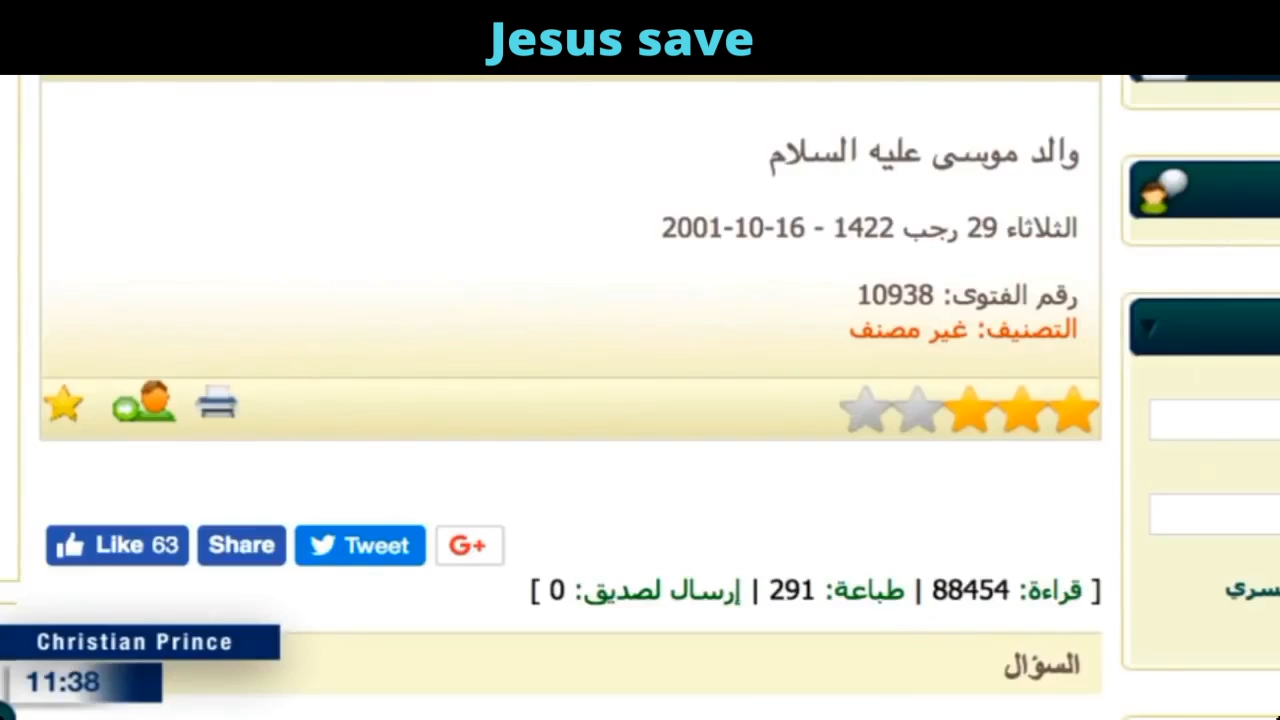 Jesus save
والد موسى عليه السلام
الثلاثاء 29 رجب 1422 - 16-10-2001
رقم الفتوى: 10938
التصنيف: غير مصنف
Like 63 Share Tweet G+
[ قراءة: 88454 | طباعة: 291 | إرسال لصديق: 0 ]
Christian Prince
السؤال
11:38